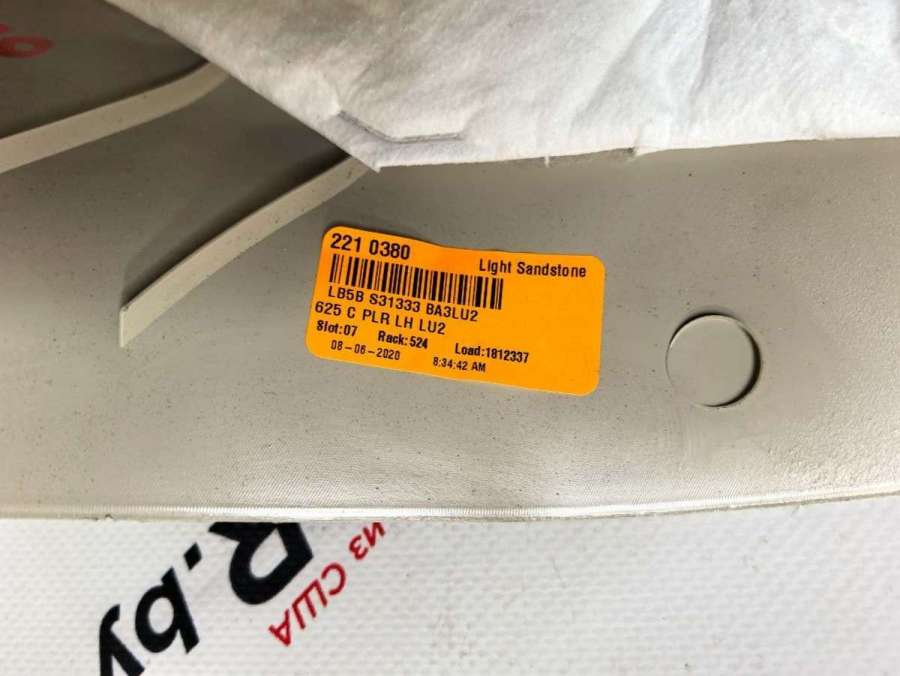 221 0380
Light Sandstone
LB5B S31333 BA3LU2
625 C PLR LH LU2
Slot:07 Rack:524 Load:1812337
08-06-2020 8:34:42 AM
R.by
из США